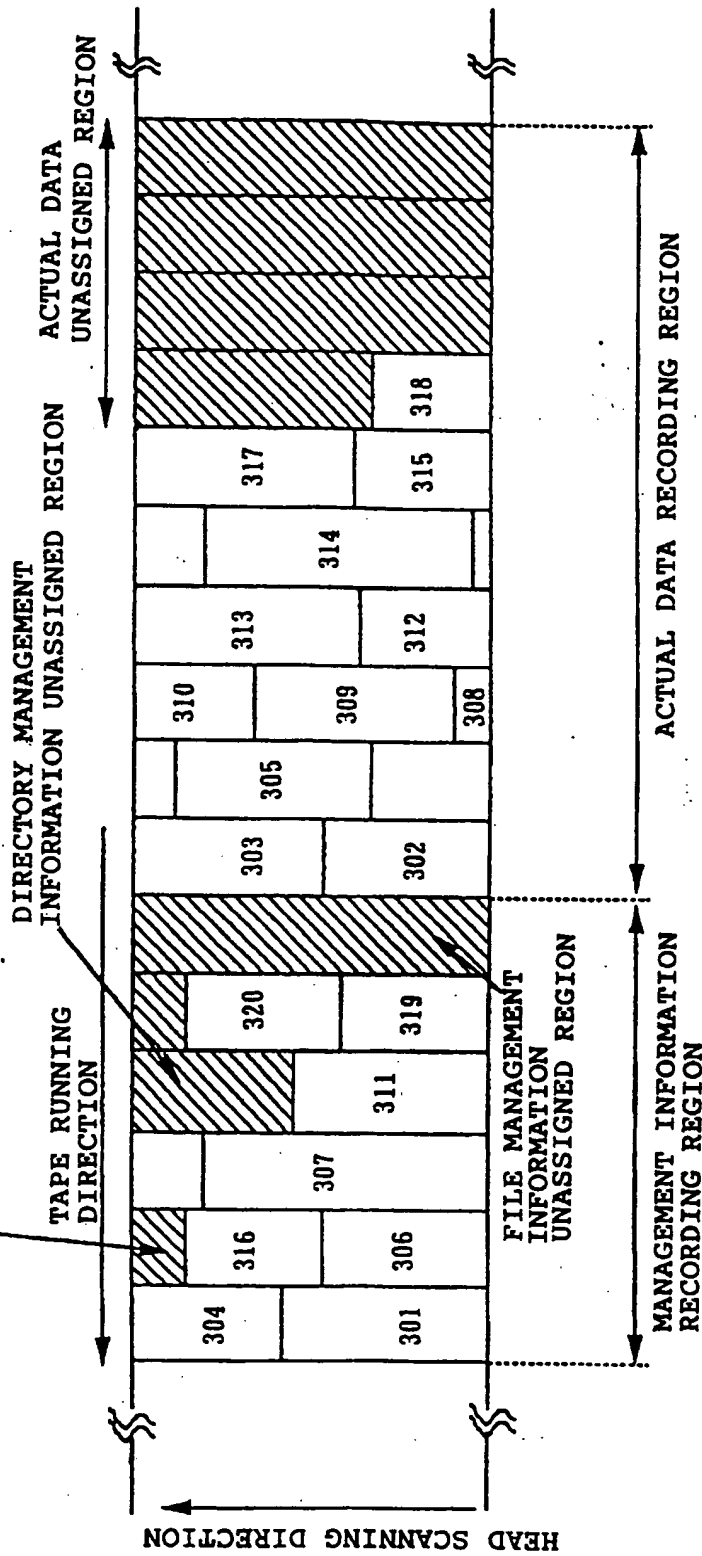 ACTUAL DATA
UNASSIGNED REGION
DIRECTORY MANAGEMENT
INFORMATION UNASSIGNED REGION
TAPE RUNNING
DIRECTION
HEAD SCANNING DIRECTION
304
301
316
306
307
311
320
319
303
302
305
310
309
308
313
312
314
317
315
318
FILE MANAGEMENT
INFORMATION
UNASSIGNED REGION
MANAGEMENT INFORMATION
RECORDING REGION
ACTUAL DATA RECORDING REGION